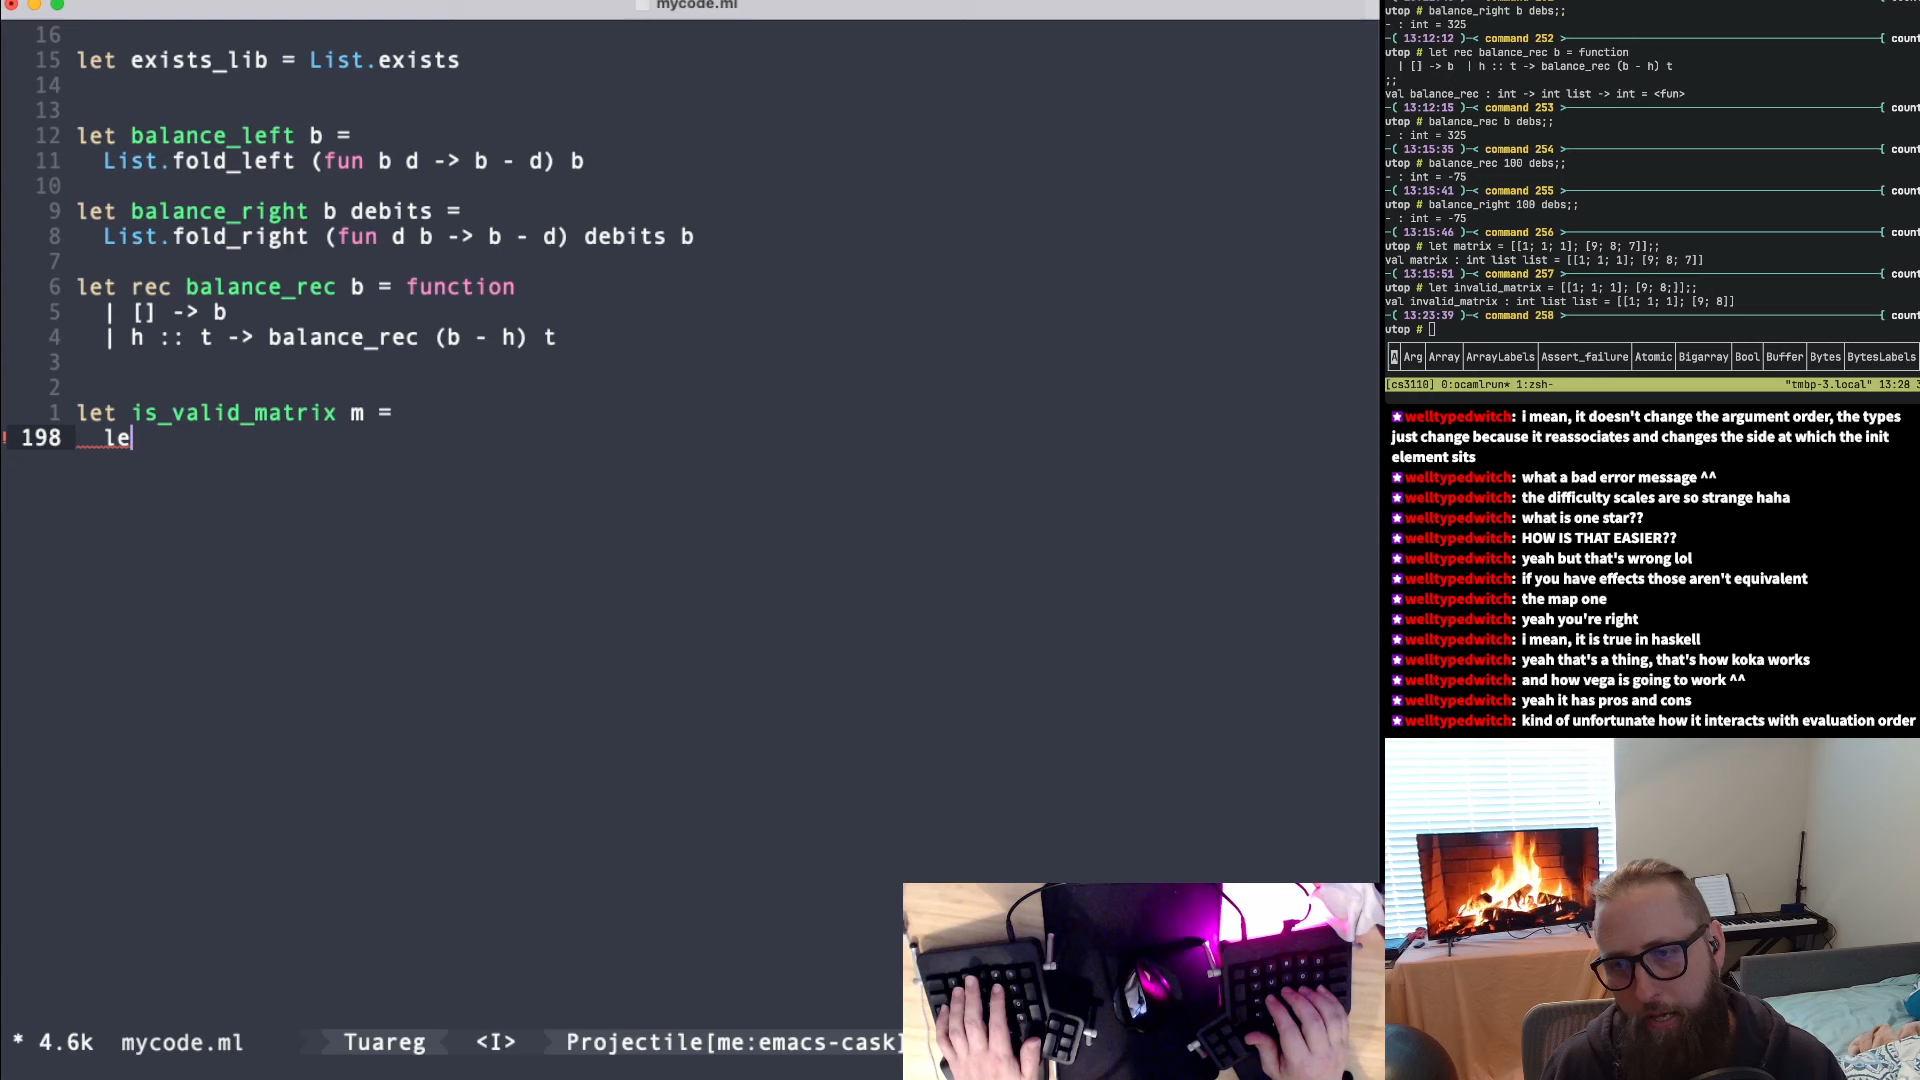 mycode.ml
16
15 let exists_lib = List.exists
14
13
12 let balance_left b =
11 List.fold_left (fun b d -> b - d) b
10
9 let balance_right b debits =
8 List.fold_right (fun d b -> b - d) debits b
7
6 let rec balance_rec b = function
5 | [] -> b
4 | h :: t -> balance_rec (b - h) t
3
2
1 let is_valid_matrix m =
198 le
* 4.6k mycode.ml Tuareg <I> Projectile[me:emacs-cask]
utop # balance_right b debs;;
- : int = 325
-( 13:12:12 )-< command 252 > { count
utop # let rec balance_rec b = function
| [] -> b | h :: t -> balance_rec (b - h) t
;;
val balance_rec : int -> int list -> int = <fun>
-( 13:12:15 )-< command 253 > { count
utop # balance_rec b debs;;
- : int = 325
-( 13:15:35 )-< command 254 > { count
utop # balance_rec 100 debs;;
- : int = -75
-( 13:15:41 )-< command 255 > { count
utop # balance_right 100 debs;;
- : int = -75
-( 13:15:46 )-< command 256 > { count
utop # let matrix = [[1; 1; 1]; [9; 8; 7]];;
val matrix : int list list = [[1; 1; 1]; [9; 8; 7]]
-( 13:15:51 )-< command 257 > { count
utop # let invalid_matrix = [[1; 1; 1]; [9; 8;]];;
val invalid_matrix : int list list = [[1; 1; 1]; [9; 8]]
-( 13:23:39 )-< command 258 > { count
utop #
A Arg Array ArrayLabels Assert_failure Atomic Bigarray Bool Buffer Bytes BytesLabels
[cs3110] 0:ocamlrun* 1:zsh- "tmbp-3.local" 13:28 3
welltypedwitch: i mean, it doesn't change the argument order, the types
just change because it reassociates and changes the side at which the init
element sits
welltypedwitch: what a bad error message ^^
welltypedwitch: the difficulty scales are so strange haha
welltypedwitch: what is one star??
welltypedwitch: HOW IS THAT EASIER??
welltypedwitch: yeah but that's wrong lol
welltypedwitch: if you have effects those aren't equivalent
welltypedwitch: the map one
welltypedwitch: yeah you're right
welltypedwitch: i mean, it is true in haskell
welltypedwitch: yeah that's a thing, that's how koka works
welltypedwitch: and how vega is going to work ^^
welltypedwitch: yeah it has pros and cons
welltypedwitch: kind of unfortunate how it interacts with evaluation order